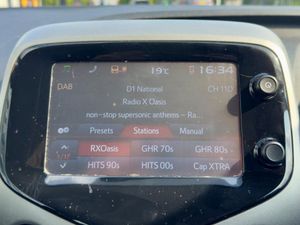 19°C 16:34
DAB D1 National CH 11D
Radio X Oasis
non-stop supersonic anthems – Ra...
Presets Stations Manual
RXOasis GHR 70s GHR 80s
HITS 90s HITS 00s Cap XTRA